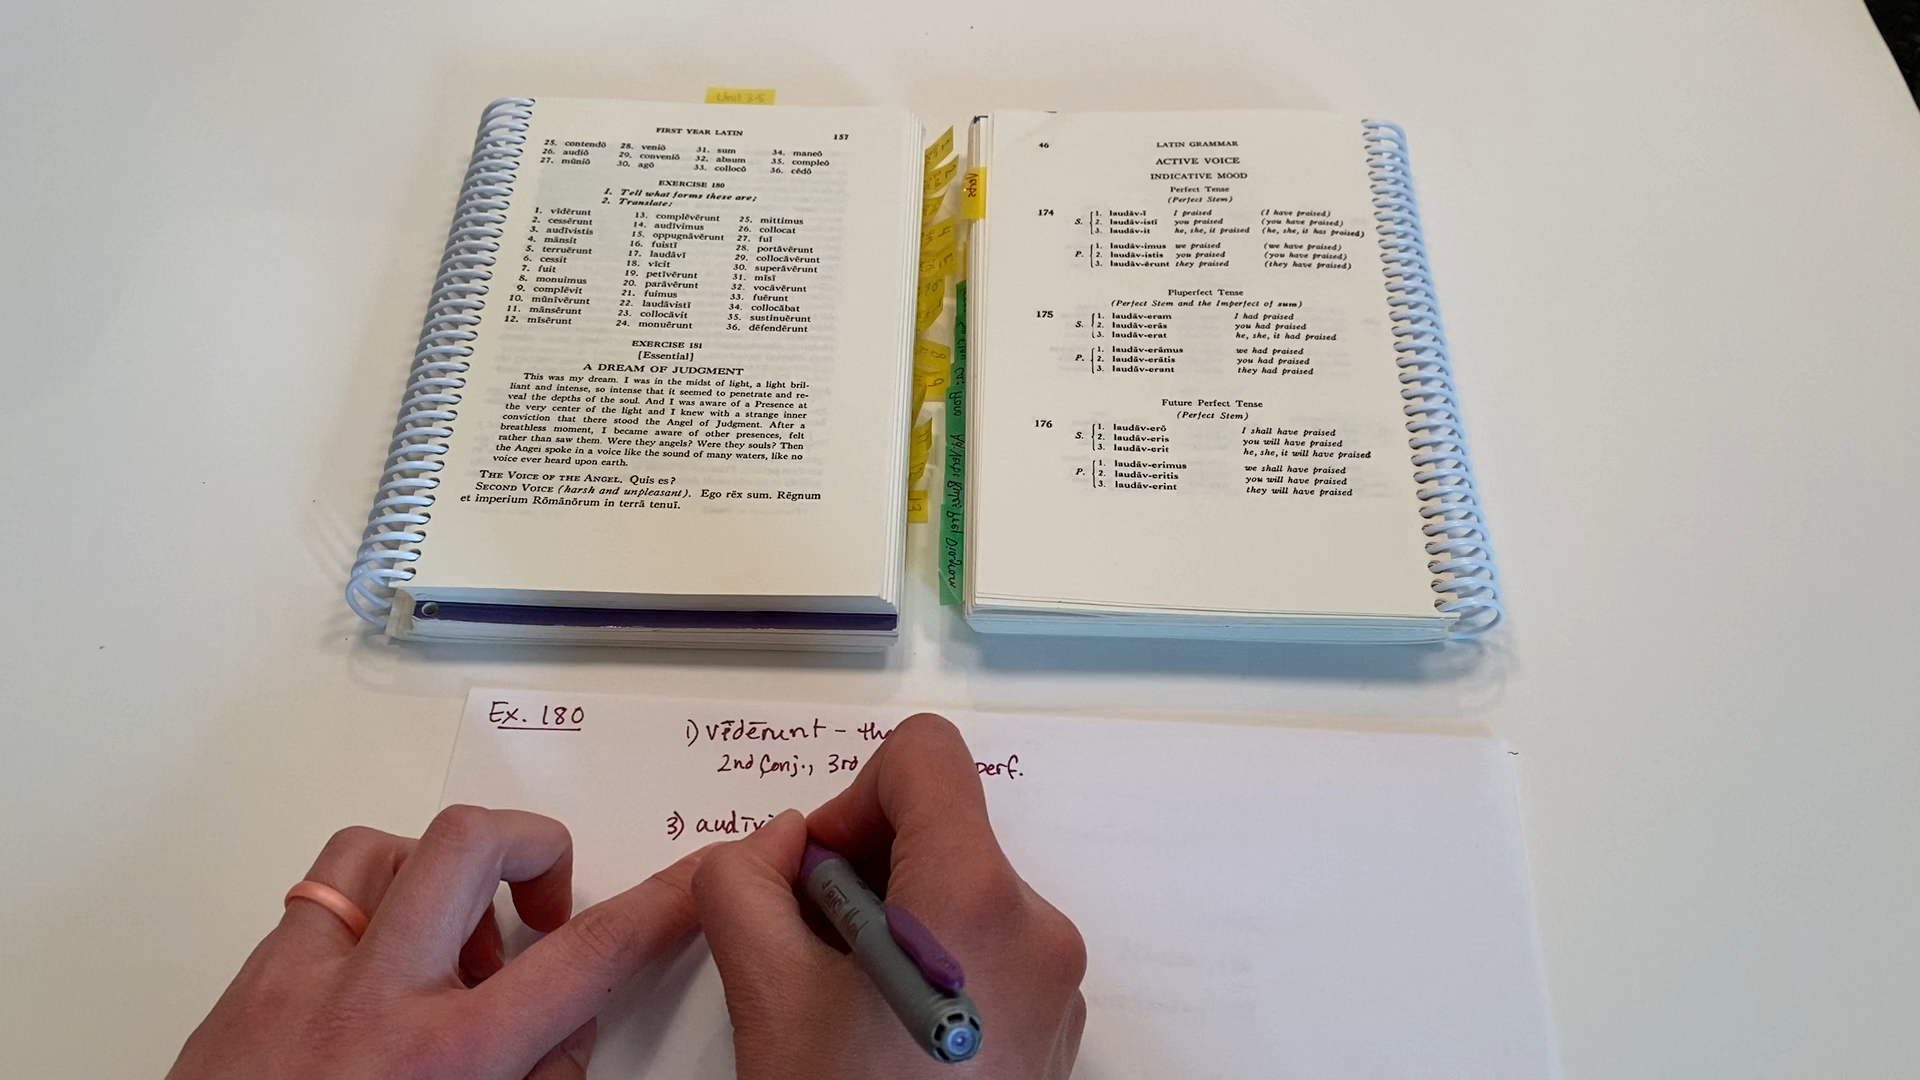 Unit 3-5
FIRST YEAR LATIN 157
25. contendō 28. veniō 31. sum 34. maneō
26. audiō 29. conveniō 32. absum 35. compleō
27. mūniō 30. agō 33. collocō 36. cēdō
EXERCISE 180
1. Tell what forms these are;
2. Translate:
1. vīdērunt 13. complēvērunt 25. mittimus
2. cessērunt 14. audīvimus 26. collocat
3. audīvistis 15. oppugnāvērunt 27. fuī
4. mānsit 16. fuistī 28. portāvērunt
5. terruērunt 17. laudāvī 29. collocāvērunt
6. cessit 18. vīcit 30. superāvērunt
7. fuit 19. petīvērunt 31. mīsī
8. monuimus 20. parāvērunt 32. vocāvērunt
9. complēvit 21. fuimus 33. fuērunt
10. mūnīvērunt 22. laudāvistī 34. collocābat
11. mānsērunt 23. collocāvit 35. sustinuērunt
12. mīsērunt 24. monuērunt 36. dēfendērunt
EXERCISE 181
[Essential]
A DREAM OF JUDGMENT
This was my dream. I was in the midst of light, a light bril-
liant and intense, so intense that it seemed to penetrate and re-
veal the depths of the soul. And I was aware of a Presence at
the very center of the light and I knew with a strange inner
conviction that there stood the Angel of Judgment. After a
breathless moment, I became aware of other presences, felt
rather than saw them. Were they angels? Were they souls? Then
the Angel spoke in a voice like the sound of many waters, like no
voice ever heard upon earth.
THE VOICE OF THE ANGEL. Quis es?
SECOND VOICE (harsh and unpleasant). Ego rēx sum. Rēgnum
et imperium Rōmānōrum in terrā tenuī.
46 LATIN GRAMMAR
ACTIVE VOICE
INDICATIVE MOOD
Perfect Tense
(Perfect Stem)
174 S. 1. laudāv-ī I praised (I have praised)
2. laudāv-istī you praised (you have praised)
3. laudāv-it he, she, it praised (he, she, it has praised)
P. 1. laudāv-imus we praised (we have praised)
2. laudāv-istis you praised (you have praised)
3. laudāv-ērunt they praised (they have praised)
Pluperfect Tense
(Perfect Stem and the Imperfect of sum)
175 S. 1. laudāv-eram I had praised
2. laudāv-erās you had praised
3. laudāv-erat he, she, it had praised
P. 1. laudāv-erāmus we had praised
2. laudāv-erātis you had praised
3. laudāv-erant they had praised
Future Perfect Tense
(Perfect Stem)
176 S. 1. laudāv-erō I shall have praised
2. laudāv-eris you will have praised
3. laudāv-erit he, she, it will have praised
P. 1. laudāv-erimus we shall have praised
2. laudāv-eritis you will have praised
3. laudāv-erint they will have praised
Ex. 180
1) vīdērunt - the
2nd Conj., 3rd perf.
3) audīvi